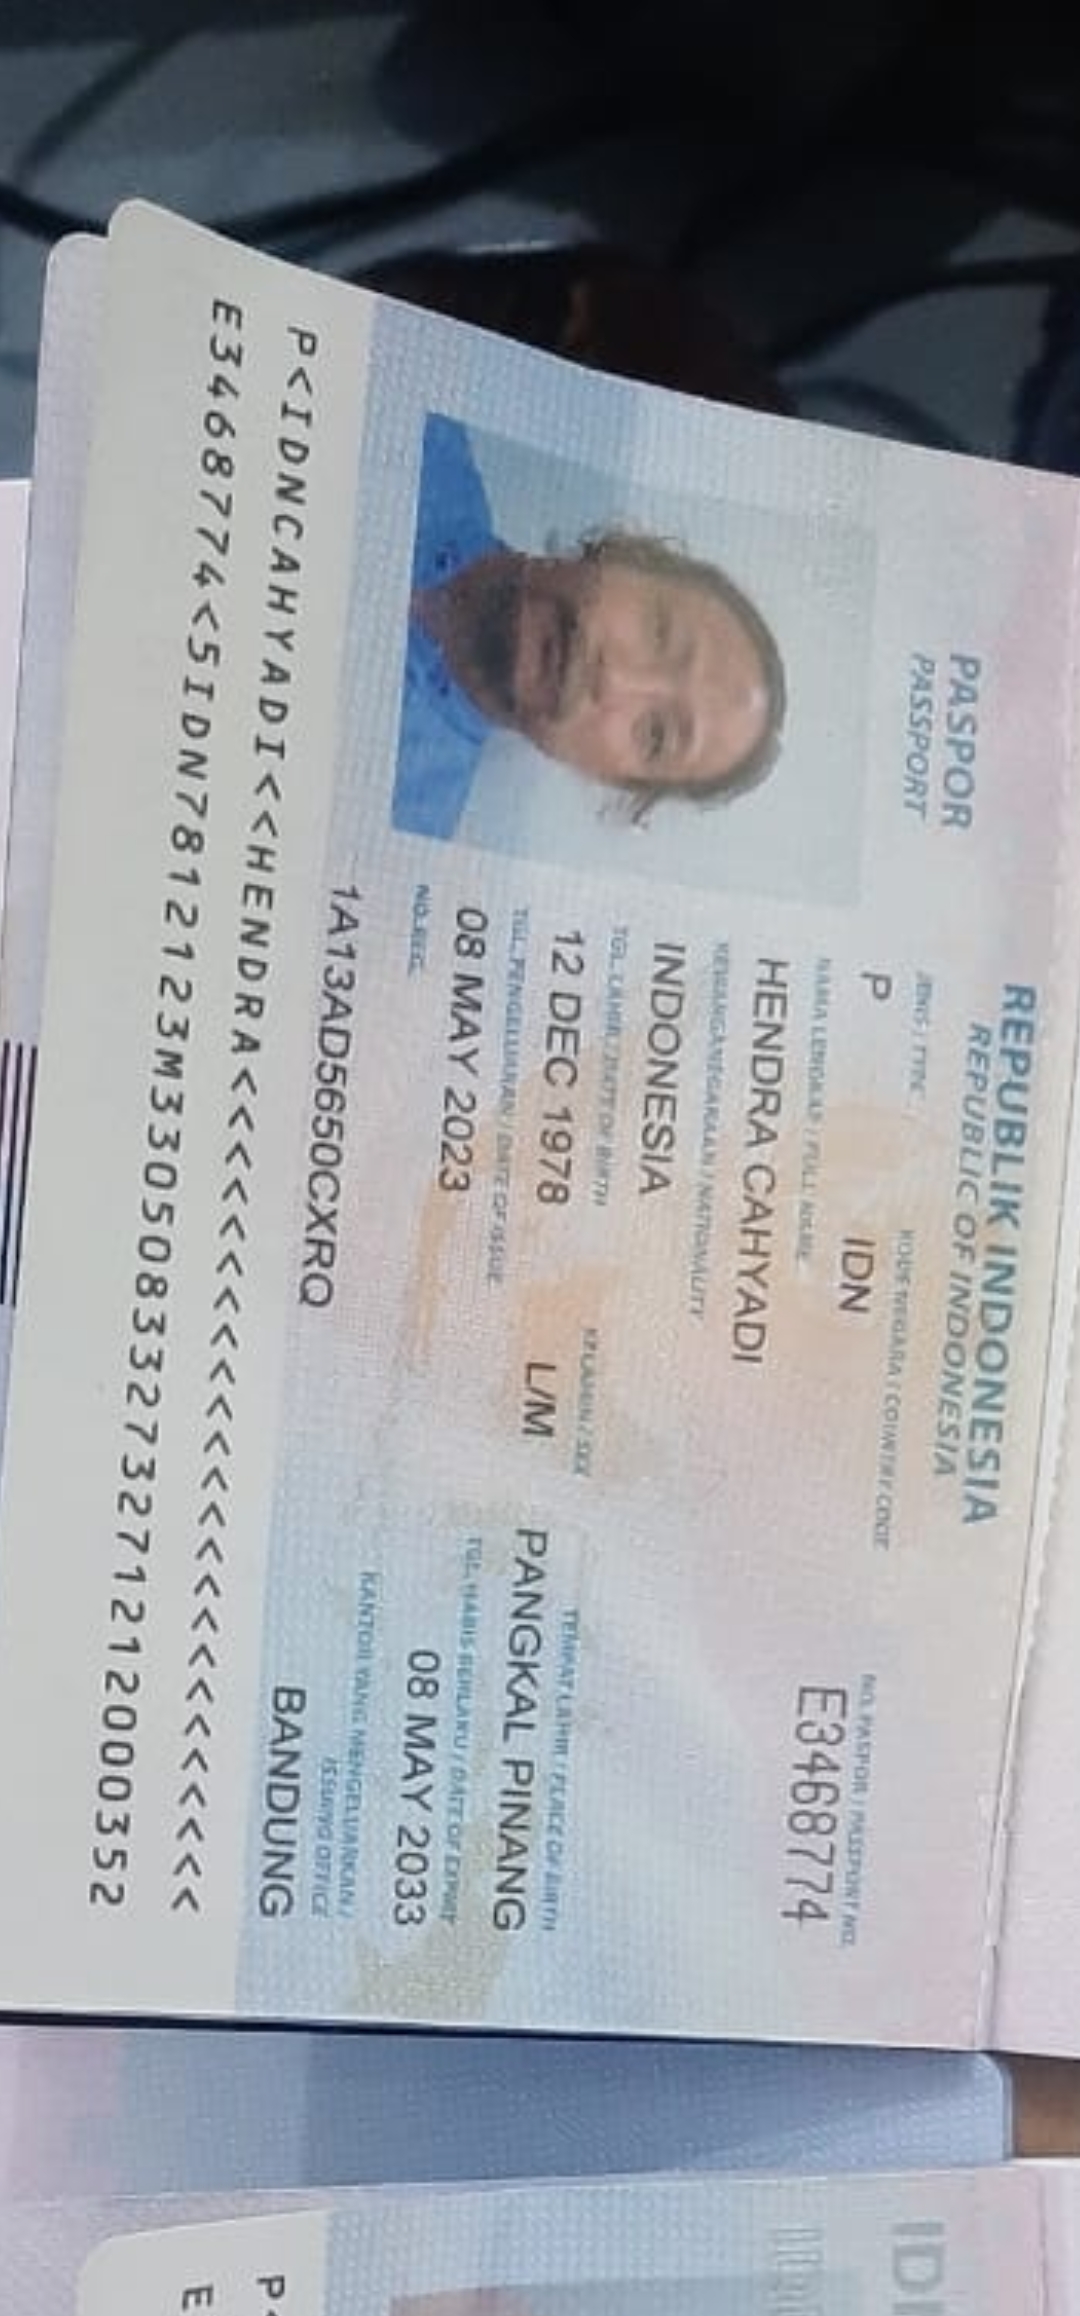 REPUBLIK INDONESIA
REPUBLIC OF INDONESIA
PASPOR
PASSPORT
JENIS / TYPE
KODE NEGARA / COUNTRY CODE
NO. PASPOR / PASSPORT NO.
P
IDN
E3468774
NAMA LENGKAP / FULL NAME
HENDRA CAHYADI
KEWARGANEGARAAN / NATIONALITY
INDONESIA
TGL. LAHIR / DATE OF BIRTH
KELAMIN / SEX
TEMPAT LAHIR / PLACE OF BIRTH
12 DEC 1978
L/M
PANGKAL PINANG
TGL. PENGELUARAN / DATE OF ISSUE
TGL. HABIS BERLAKU / DATE OF EXPIRY
08 MAY 2023
08 MAY 2033
NO. REG.
KANTOR YANG MENGELUARKAN /
ISSUING OFFICE
1A13AD5650CXRQ
BANDUNG
P<IDNCAHYADI<<HENDRA<<<<<<<<<<<<<<<<<<<<<<<<
E3468774<5IDN7812123M33050833273271212000352
ID
P<
E